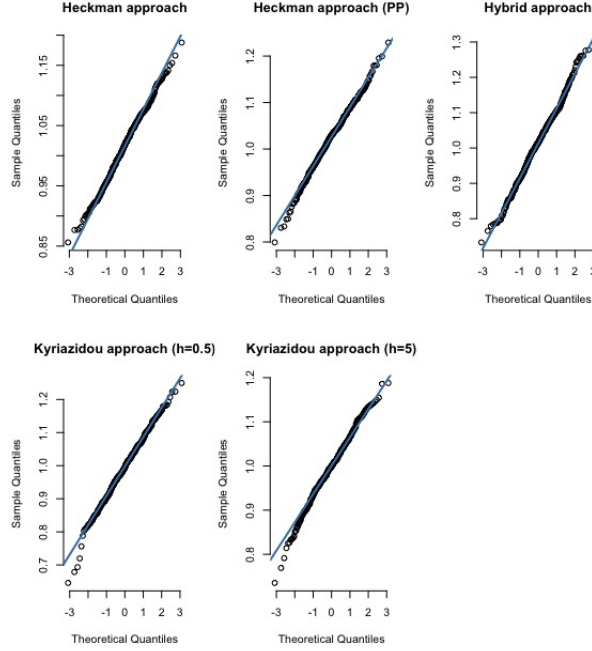 Heckman approach
Sample Quantiles
0.85 0.95 1.05 1.15
-3 -1 0 1 2 3
Theoretical Quantiles
Heckman approach (PP)
Sample Quantiles
0.8 0.9 1.0 1.1 1.2
-3 -1 0 1 2 3
Theoretical Quantiles
Hybrid approach
Sample Quantiles
0.8 0.9 1.0 1.1 1.2 1.3
-3 -1 0 1 2 3
Theoretical Quantiles
Kyriazidou approach (h=0.5)
Sample Quantiles
0.7 0.8 0.9 1.0 1.1 1.2
-3 -1 0 1 2 3
Theoretical Quantiles
Kyriazidou approach (h=5)
Sample Quantiles
0.8 0.9 1.0 1.1 1.2
-3 -1 0 1 2 3
Theoretical Quantiles